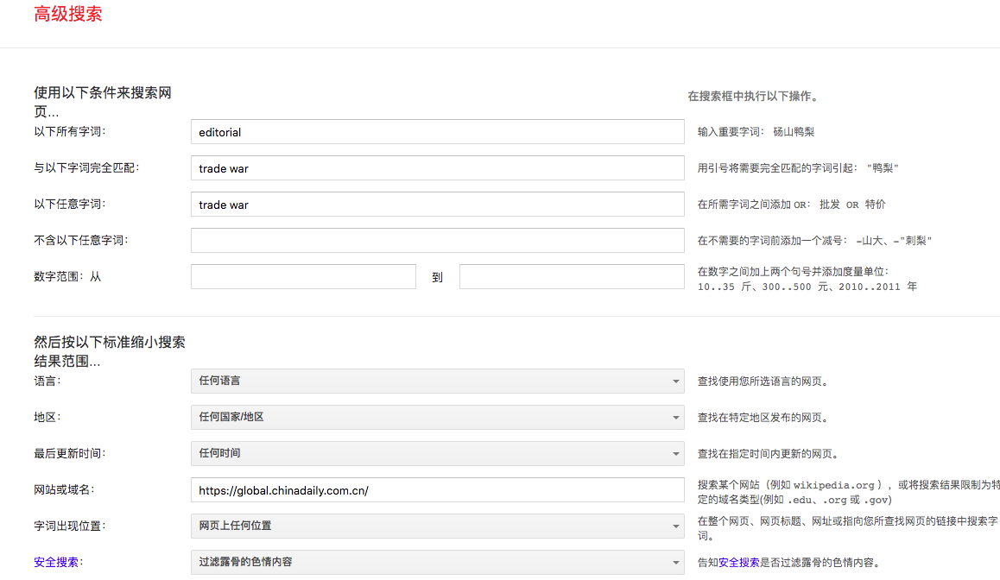 高级搜索
使用以下条件来搜索网
页...
在搜索框中执行以下操作。
以下所有字词：
editorial
输入重要字词： 砀山鸭梨
与以下字词完全匹配：
trade war
用引号将需要完全匹配的字词引起： "鸭梨"
以下任意字词：
trade war
在所需字词之间添加 OR： 批发 OR 特价
不含以下任意字词：
在不需要的字词前添加一个减号： -山大、-"刺梨"
数字范围：从
到
在数字之间加上两个句号并添加度量单位：
10..35 斤、300..500 元、2010..2011 年
然后按以下标准缩小搜索
结果范围...
语言：
任何语言
查找使用您所选语言的网页。
地区：
任何国家/地区
查找在特定地区发布的网页。
最后更新时间：
任何时间
查找在指定时间内更新的网页。
网站或域名：
https://global.chinadaily.com.cn/
搜索某个网站（例如 wikipedia.org ），或将搜索结果限制为特
定的域名类型(例如 .edu、.org 或 .gov)
字词出现位置：
网页上任何位置
在整个网页、网页标题、网址或指向您所查找网页的链接中搜索字
词。
安全搜索：
过滤露骨的色情内容
告知安全搜索是否过滤露骨的色情内容。